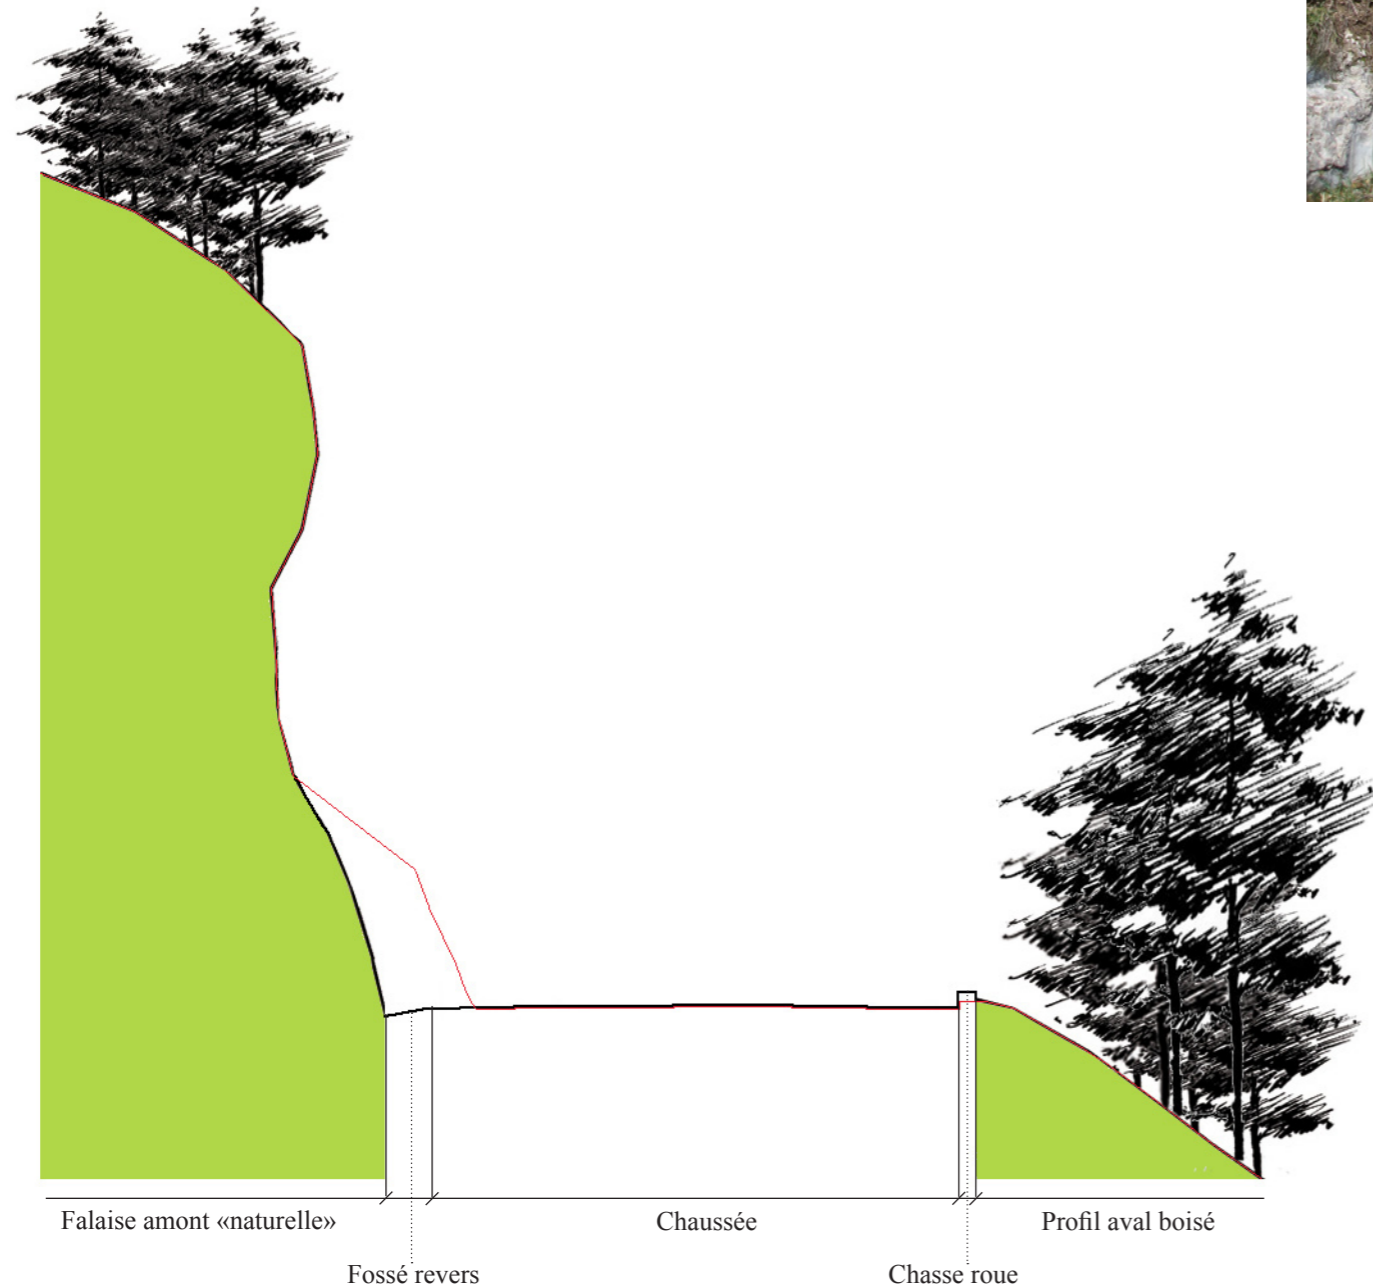 Falaise amont «naturelle»
Chaussée
Profil aval boisé
Fossé revers
Chasse roue